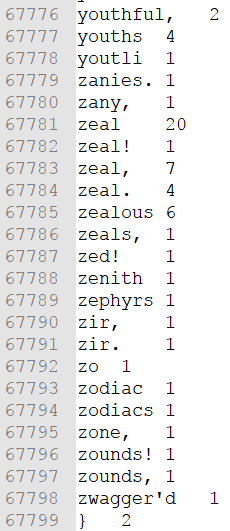 67776 youthful, 2
67777 youths 4
67778 youtli 1
67779 zanies. 1
67780 zany, 1
67781 zeal 20
67782 zeal! 1
67783 zeal, 7
67784 zeal. 4
67785 zealous 6
67786 zeals, 1
67787 zed! 1
67788 zenith 1
67789 zephyrs 1
67790 zir, 1
67791 zir. 1
67792 zo 1
67793 zodiac 1
67794 zodiacs 1
67795 zone, 1
67796 zounds! 1
67797 zounds, 1
67798 zwagger'd 1
67799 } 2